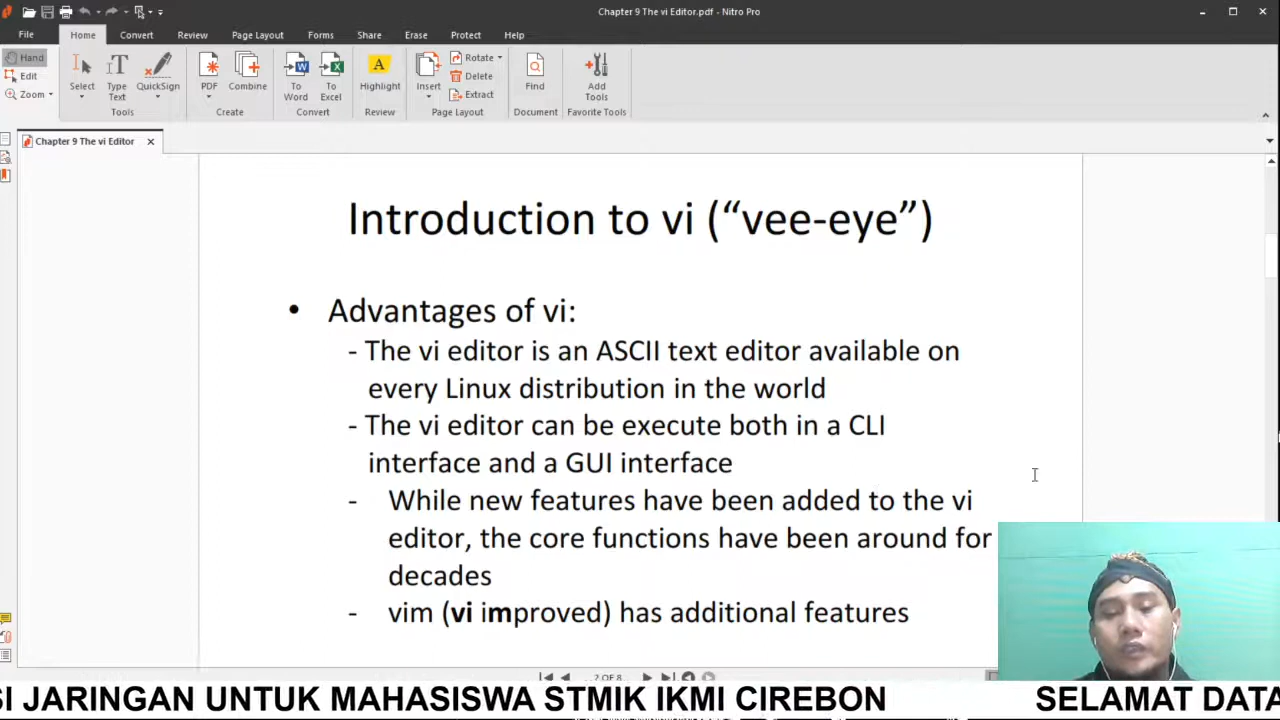 Chapter 9 The vi Editor.pdf - Nitro Pro
File Home Convert Review Page Layout Forms Share Erase Protect Help
Hand
Edit
Zoom
Select
Type Text
QuickSign
Tools
PDF
Combine
Create
To Word
To Excel
Convert
Highlight
Review
Insert
Rotate
Delete
Extract
Page Layout
Find
Document
Add Tools
Favorite Tools
Chapter 9 The vi Editor
Introduction to vi (“vee-eye”)
• Advantages of vi:
- The vi editor is an ASCII text editor available on
every Linux distribution in the world
- The vi editor can be execute both in a CLI
interface and a GUI interface
- While new features have been added to the vi
editor, the core functions have been around for
decades
- vim (vi improved) has additional features
2 OF 8
SI JARINGAN UNTUK MAHASISWA STMIK IKMI CIREBON SELAMAT DATA